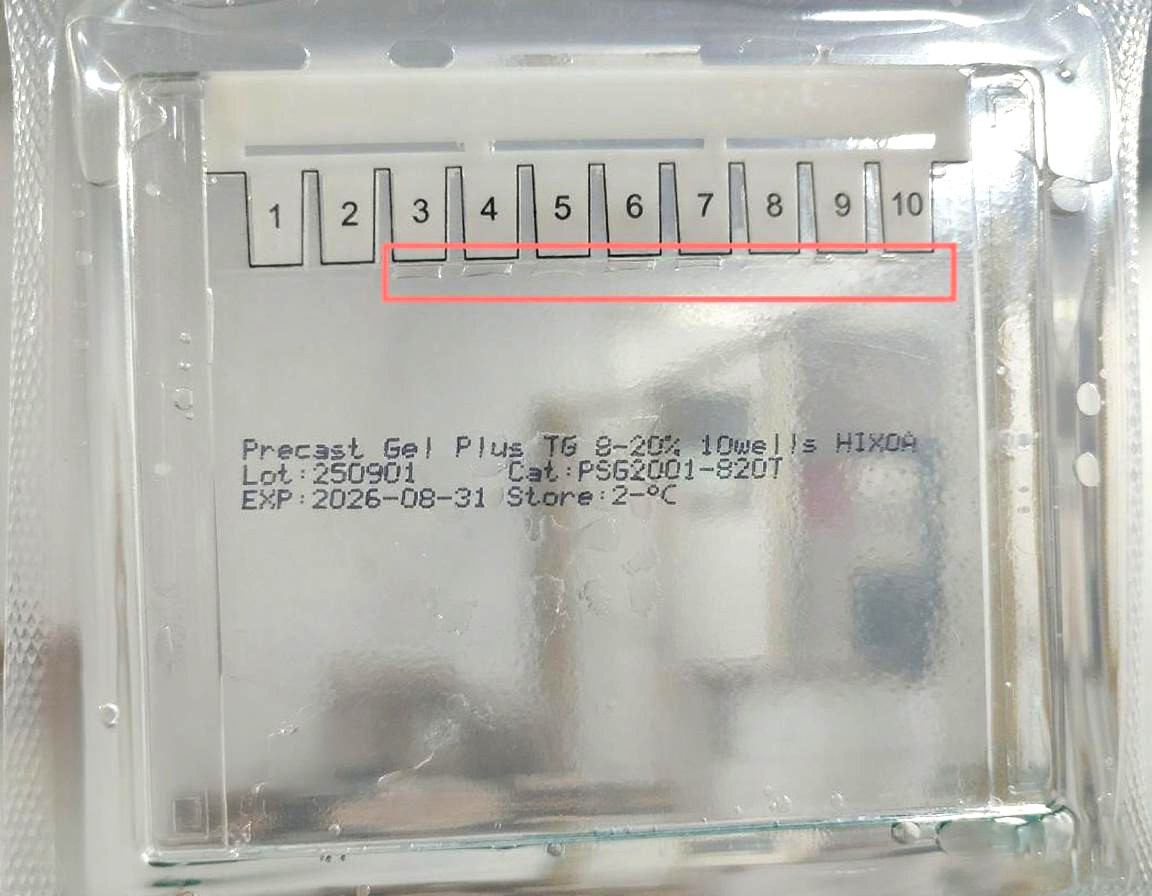 1 2 3 4 5 6 7 8 9 10
Precast Gel Plus TG 8-20% 10wells HIXOA
Lot:250901 Cat:PSG2001-820T
EXP:2026-08-31 Store:2-°C